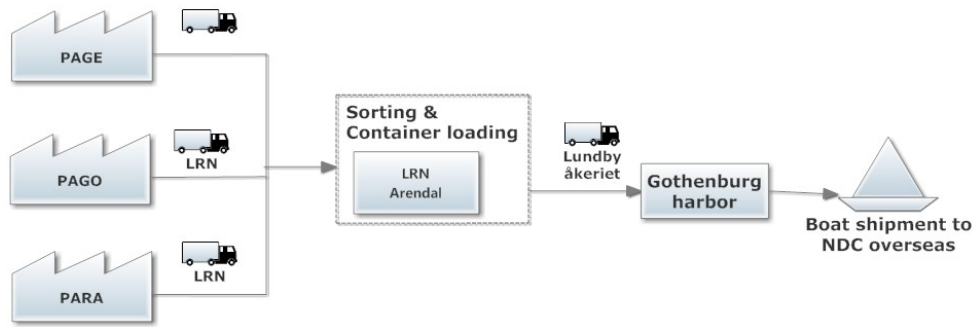 PAGE
PAGO
LRN
PARA
LRN
Sorting &
Container loading
LRN
Arendal
Lundby
åkeriet
Gothenburg
harbor
Boat shipment to
NDC overseas